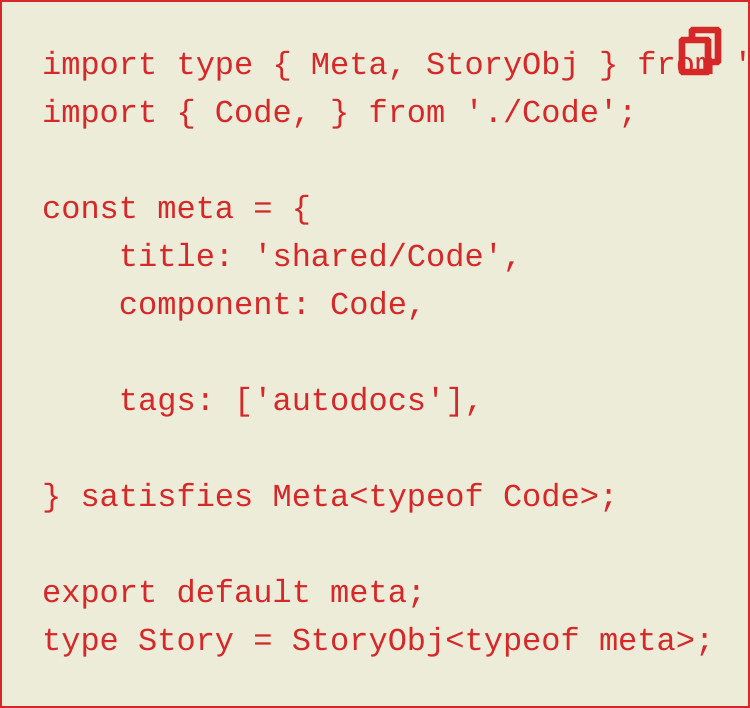 import type { Meta, StoryObj } from '
import { Code, } from './Code';
const meta = {
title: 'shared/Code',
component: Code,
tags: ['autodocs'],
} satisfies Meta<typeof Code>;
export default meta;
type Story = StoryObj<typeof meta>;